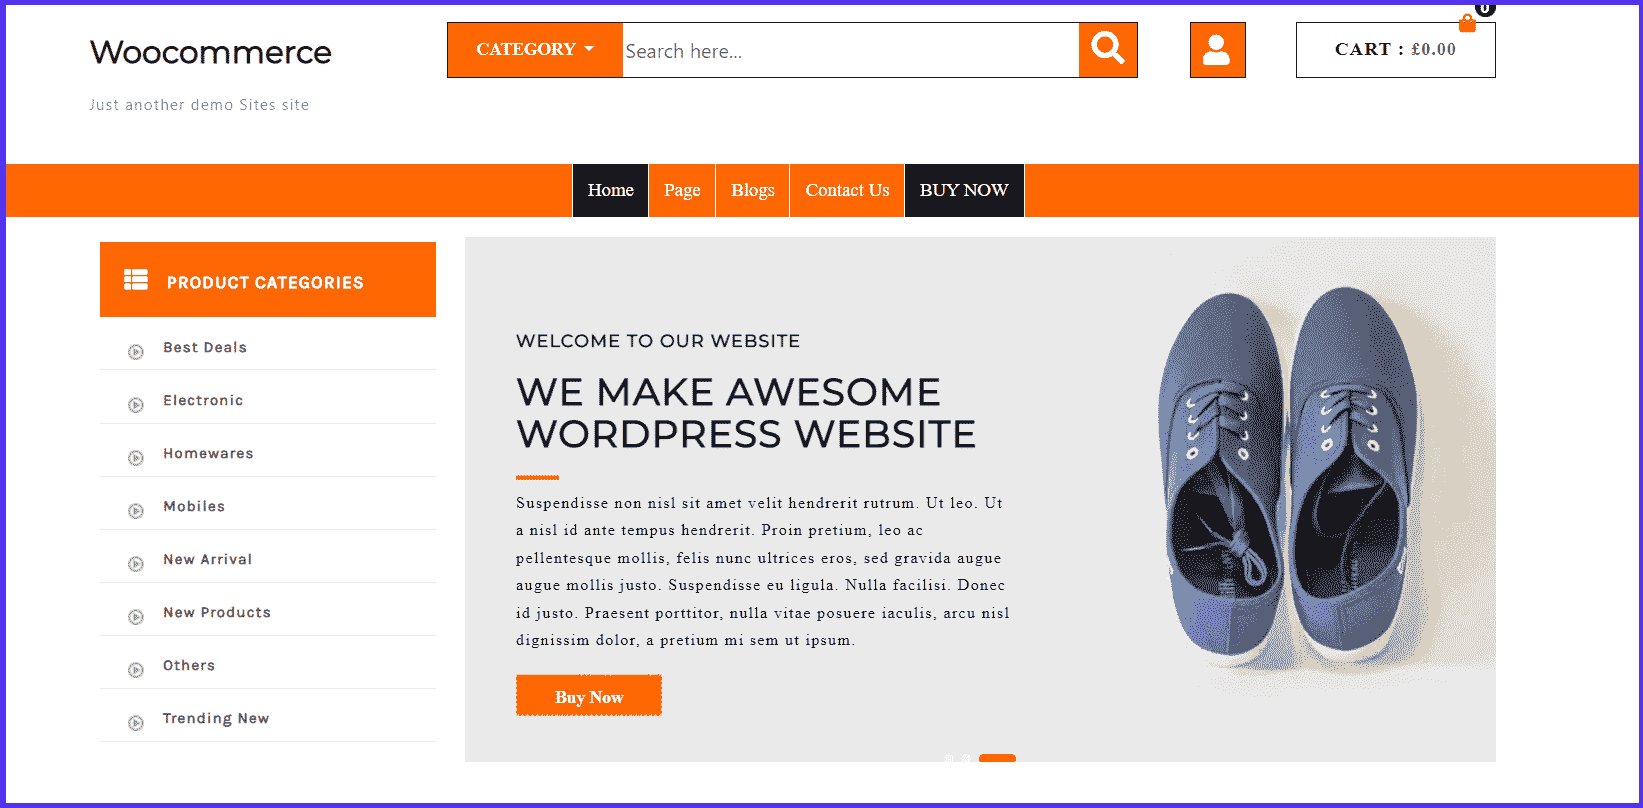 Woocommerce
Just another demo Sites site
CATEGORY
Search here...
0
CART : £0.00
Home
Page
Blogs
Contact Us
BUY NOW
PRODUCT CATEGORIES
Best Deals
Electronic
Homewares
Mobiles
New Arrival
New Products
Others
Trending New
WELCOME TO OUR WEBSITE
WE MAKE AWESOME
WORDPRESS WEBSITE
Suspendisse non nisl sit amet velit hendrerit rutrum. Ut leo. Ut
a nisl id ante tempus hendrerit. Proin pretium, leo ac
pellentesque mollis, felis nunc ultrices eros, sed gravida augue
augue mollis justo. Suspendisse eu ligula. Nulla facilisi. Donec
id justo. Praesent porttitor, nulla vitae posuere iaculis, arcu nisl
dignissim dolor, a pretium mi sem ut ipsum.
Buy Now